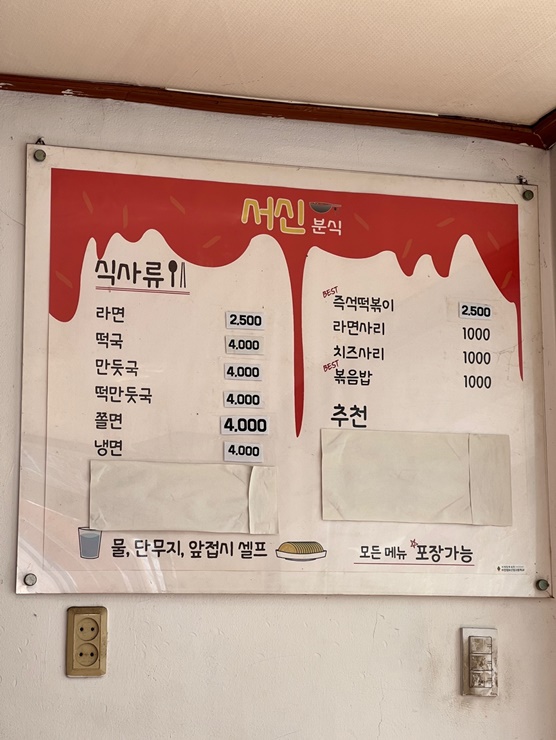 서신 분식
식사류
라면 2,500
떡국 4,000
만둣국 4,000
떡만둣국 4,000
쫄면 4,000
냉면 4,000
BEST
즉석떡볶이 2,500
라면사리 1000
치즈사리 1000
BEST
볶음밥 1000
추천
물, 단무지, 앞접시 셀프
모든 메뉴 포장가능